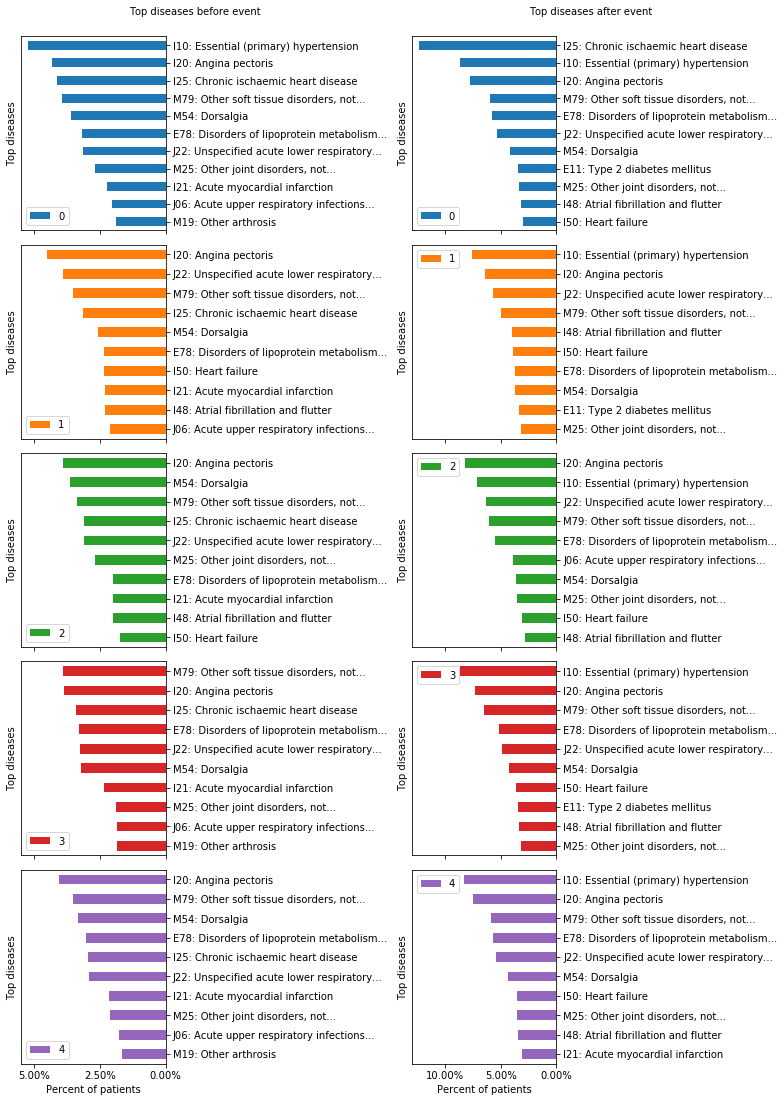 Top diseases before event
Top diseases
I10: Essential (primary) hypertension
I20: Angina pectoris
I25: Chronic ischaemic heart disease
M79: Other soft tissue disorders, not...
M54: Dorsalgia
E78: Disorders of lipoprotein metabolism...
J22: Unspecified acute lower respiratory...
M25: Other joint disorders, not...
I21: Acute myocardial infarction
J06: Acute upper respiratory infections...
M19: Other arthrosis
0
Top diseases
I20: Angina pectoris
J22: Unspecified acute lower respiratory...
M79: Other soft tissue disorders, not...
I25: Chronic ischaemic heart disease
M54: Dorsalgia
E78: Disorders of lipoprotein metabolism...
I50: Heart failure
I21: Acute myocardial infarction
I48: Atrial fibrillation and flutter
J06: Acute upper respiratory infections...
1
Top diseases
I20: Angina pectoris
M54: Dorsalgia
M79: Other soft tissue disorders, not...
I25: Chronic ischaemic heart disease
J22: Unspecified acute lower respiratory...
M25: Other joint disorders, not...
E78: Disorders of lipoprotein metabolism...
I21: Acute myocardial infarction
I48: Atrial fibrillation and flutter
I50: Heart failure
2
Top diseases
M79: Other soft tissue disorders, not...
I20: Angina pectoris
I25: Chronic ischaemic heart disease
E78: Disorders of lipoprotein metabolism...
J22: Unspecified acute lower respiratory...
M54: Dorsalgia
I21: Acute myocardial infarction
M25: Other joint disorders, not...
J06: Acute upper respiratory infections...
M19: Other arthrosis
3
Top diseases
I20: Angina pectoris
M79: Other soft tissue disorders, not...
M54: Dorsalgia
E78: Disorders of lipoprotein metabolism...
I25: Chronic ischaemic heart disease
J22: Unspecified acute lower respiratory...
I21: Acute myocardial infarction
M25: Other joint disorders, not...
J06: Acute upper respiratory infections...
M19: Other arthrosis
4
5.00% 2.50% 0.00%
Percent of patients
Top diseases after event
Top diseases
I25: Chronic ischaemic heart disease
I10: Essential (primary) hypertension
I20: Angina pectoris
M79: Other soft tissue disorders, not...
E78: Disorders of lipoprotein metabolism...
J22: Unspecified acute lower respiratory...
M54: Dorsalgia
E11: Type 2 diabetes mellitus
M25: Other joint disorders, not...
I48: Atrial fibrillation and flutter
I50: Heart failure
0
Top diseases
1
I10: Essential (primary) hypertension
I20: Angina pectoris
J22: Unspecified acute lower respiratory...
M79: Other soft tissue disorders, not...
I48: Atrial fibrillation and flutter
I50: Heart failure
E78: Disorders of lipoprotein metabolism...
M54: Dorsalgia
E11: Type 2 diabetes mellitus
M25: Other joint disorders, not...
Top diseases
2
I20: Angina pectoris
I10: Essential (primary) hypertension
J22: Unspecified acute lower respiratory...
M79: Other soft tissue disorders, not...
E78: Disorders of lipoprotein metabolism...
J06: Acute upper respiratory infections...
M54: Dorsalgia
M25: Other joint disorders, not...
I50: Heart failure
I48: Atrial fibrillation and flutter
Top diseases
3
I10: Essential (primary) hypertension
I20: Angina pectoris
M79: Other soft tissue disorders, not...
E78: Disorders of lipoprotein metabolism...
J22: Unspecified acute lower respiratory...
M54: Dorsalgia
I50: Heart failure
E11: Type 2 diabetes mellitus
I48: Atrial fibrillation and flutter
M25: Other joint disorders, not...
Top diseases
4
I10: Essential (primary) hypertension
I20: Angina pectoris
M79: Other soft tissue disorders, not...
E78: Disorders of lipoprotein metabolism...
J22: Unspecified acute lower respiratory...
M54: Dorsalgia
I50: Heart failure
M25: Other joint disorders, not...
I48: Atrial fibrillation and flutter
I21: Acute myocardial infarction
10.00% 5.00% 0.00%
Percent of patients